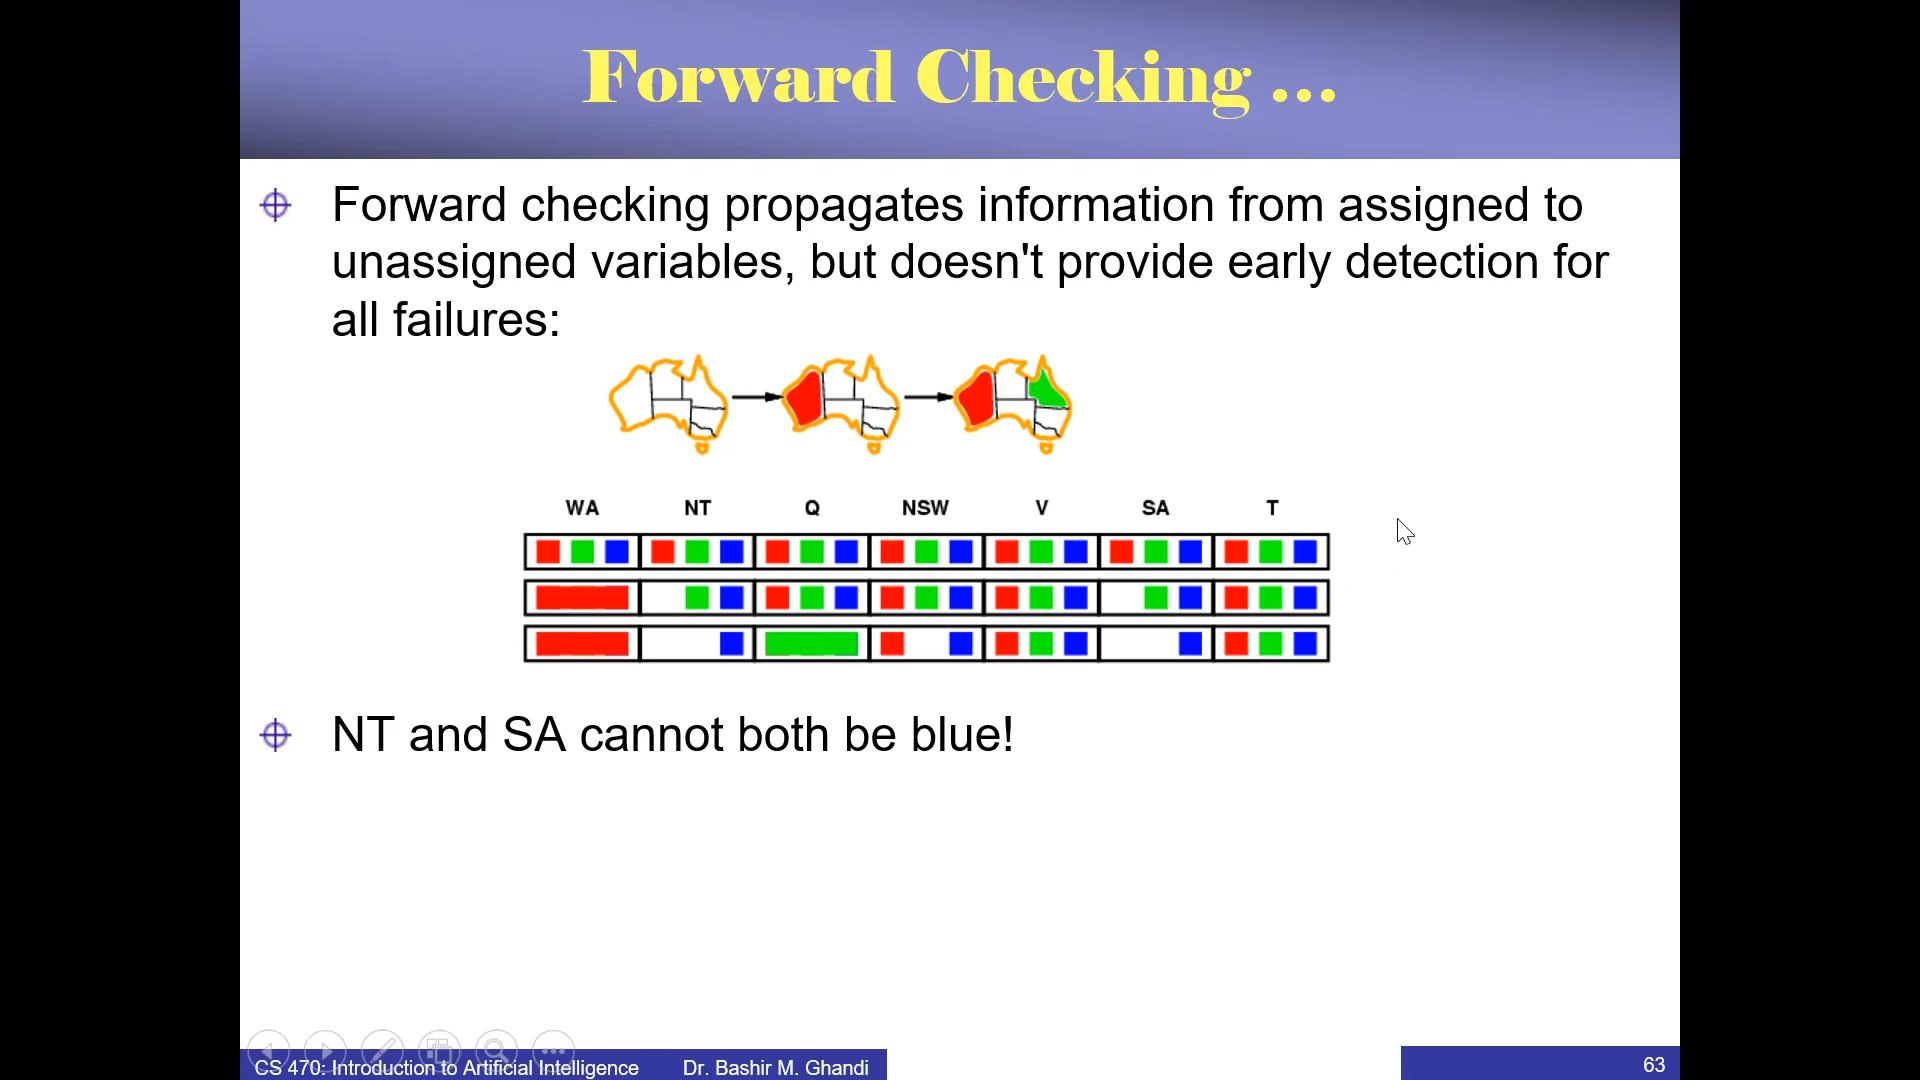 Forward Checking ...
Forward checking propagates information from assigned to
unassigned variables, but doesn't provide early detection for
all failures:
WA NT Q NSW V SA T
NT and SA cannot both be blue!
CS 470: Introduction to Artificial Intelligence Dr. Bashir M. Ghandi 63